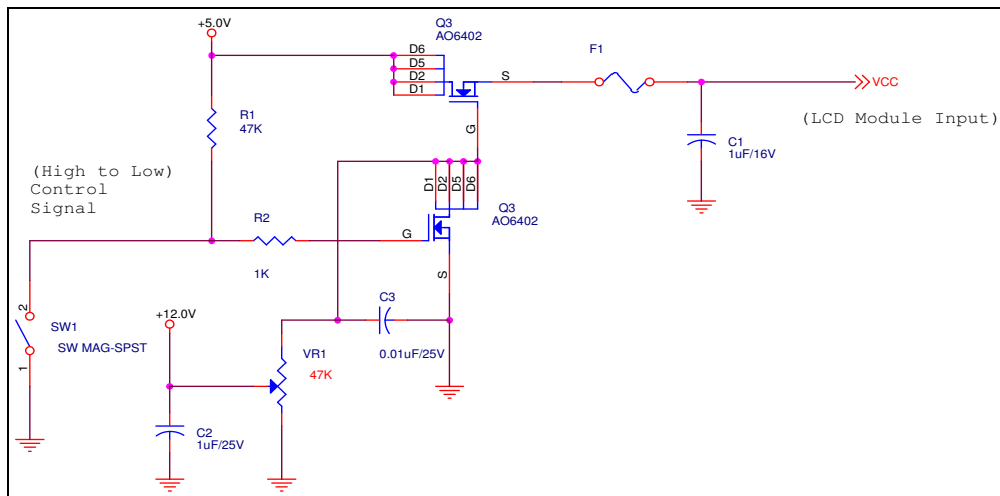 +5.0V
Q3
AO6402
D6
D5
D2
D1
S
G
F1
VCC
(LCD Module Input)
C1
1uF/16V
R1
47K
(High to Low)
Control
Signal
D1
D2
D5
D6
Q3
AO6402
R2
1K
G
S
2
1
SW1
SW MAG-SPST
+12.0V
C3
0.01uF/25V
VR1
47K
C2
1uF/25V